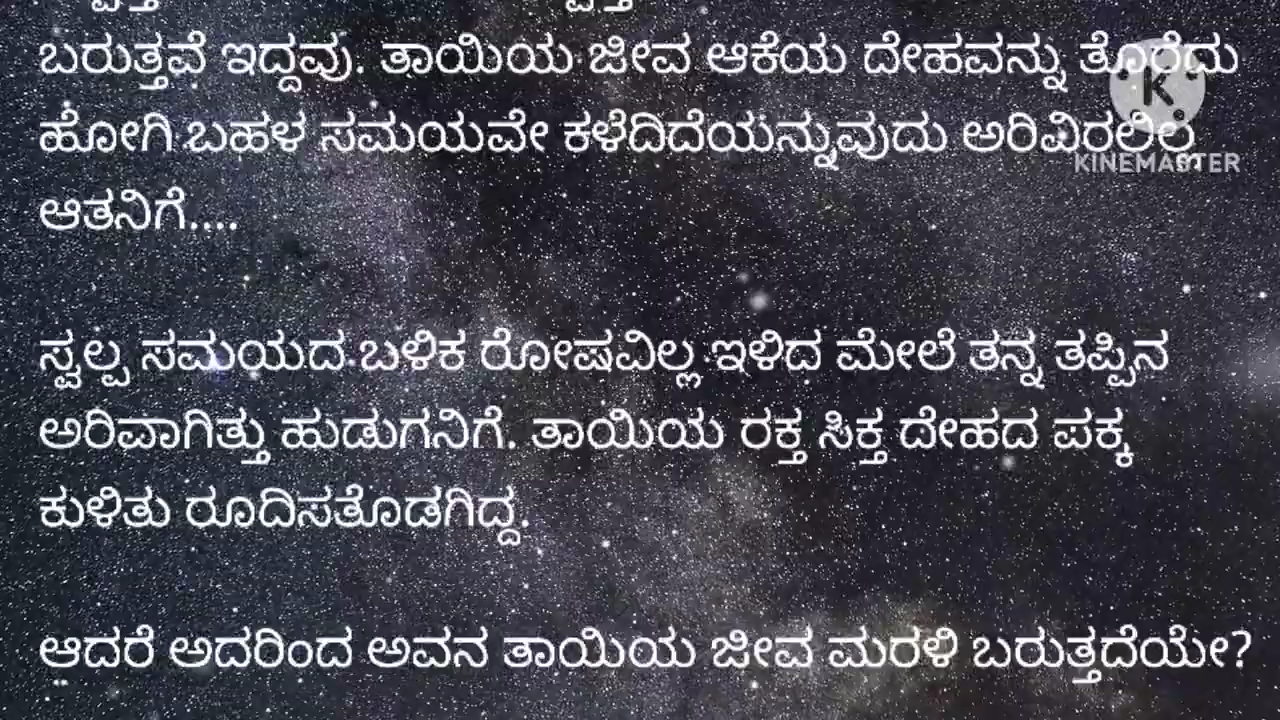 ಬರುತ್ತವೆ ಇದ್ದವು. ತಾಯಿಯ ಜೀವ ಆಕೆಯ ದೇಹವನ್ನು ತೊರೆದು
ಹೋಗಿ ಬಹಳ ಸಮಯವೇ ಕಳೆದಿದೆಯನ್ನುವುದು ಅರಿವಿರಲಿಲ್ಲ
ಆತನಿಗೆ....
ಸ್ವಲ್ಪ ಸಮಯದ ಬಳಿಕ ರೋಷವಿಲ್ಲ ಇಳಿದ ಮೇಲೆ ತನ್ನ ತಪ್ಪಿನ
ಅರಿವಾಗಿತ್ತು ಹುಡುಗನಿಗೆ. ತಾಯಿಯ ರಕ್ತ ಸಿಕ್ತ ದೇಹದ ಪಕ್ಕ
ಕುಳಿತು ರೂದಿಸತೊಡಗಿದ್ದ.
ಆದರೆ ಅದರಿಂದ ಅವನ ತಾಯಿಯ ಜೀವ ಮರಳಿ ಬರುತ್ತದೆಯೇ?
K
KINEMASTER